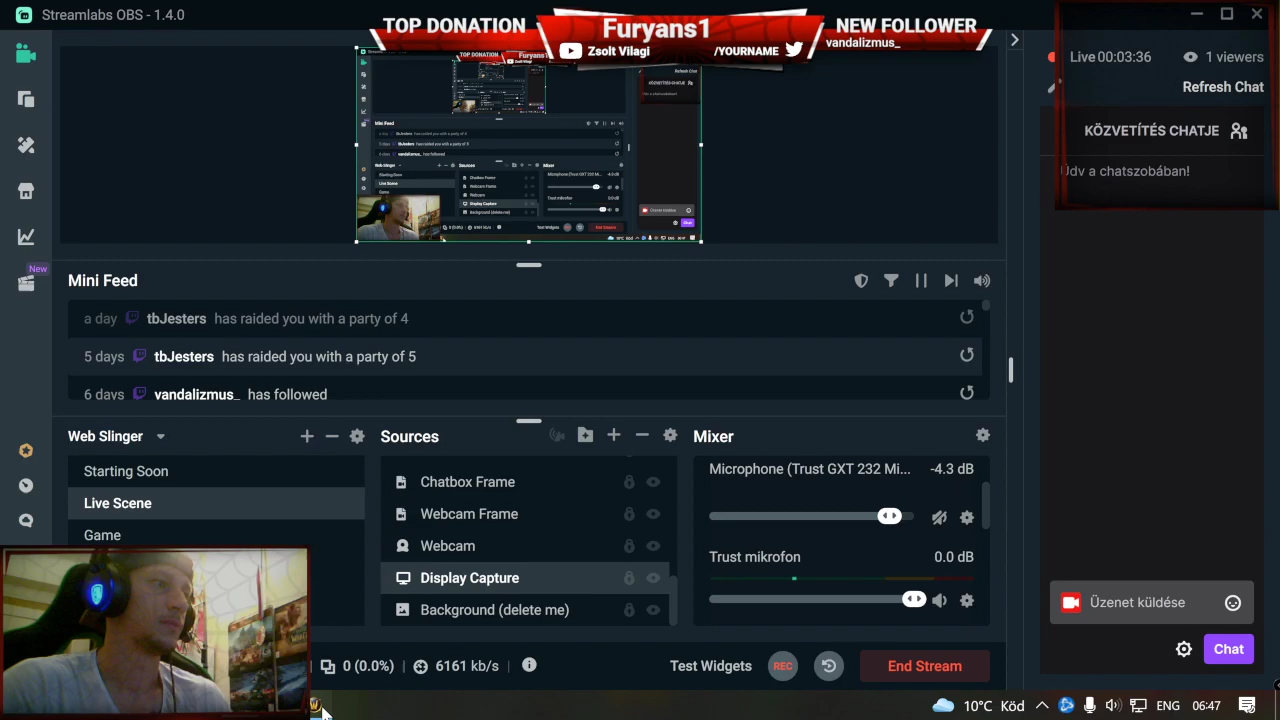 Streamlabs OBS - 1.4.0
TOP DONATION
Furyans1
NEW FOLLOWER
Zsolt Vilagi
/YOURNAME
vandalizmus_
Live 0:03:36
1 viewers
Refresh Chat
Üdv a chatszobában!
New
Mini Feed
a day tbJesters has raided you with a party of 4
5 days tbJesters has raided you with a party of 5
6 days vandalizmus_ has followed
Web Slinger
Starting Soon
Live Scene
Game
Sources
Chatbox Frame
Webcam Frame
Webcam
Display Capture
Background (delete me)
Mixer
Microphone (Trust GXT 232 Mi... -4.3 dB
Trust mikrofon 0.0 dB
Üzenet küldése
Chat
0 (0.0%)
6161 kb/s
Test Widgets
REC
End Stream
10°C Köd
ENG
06:47